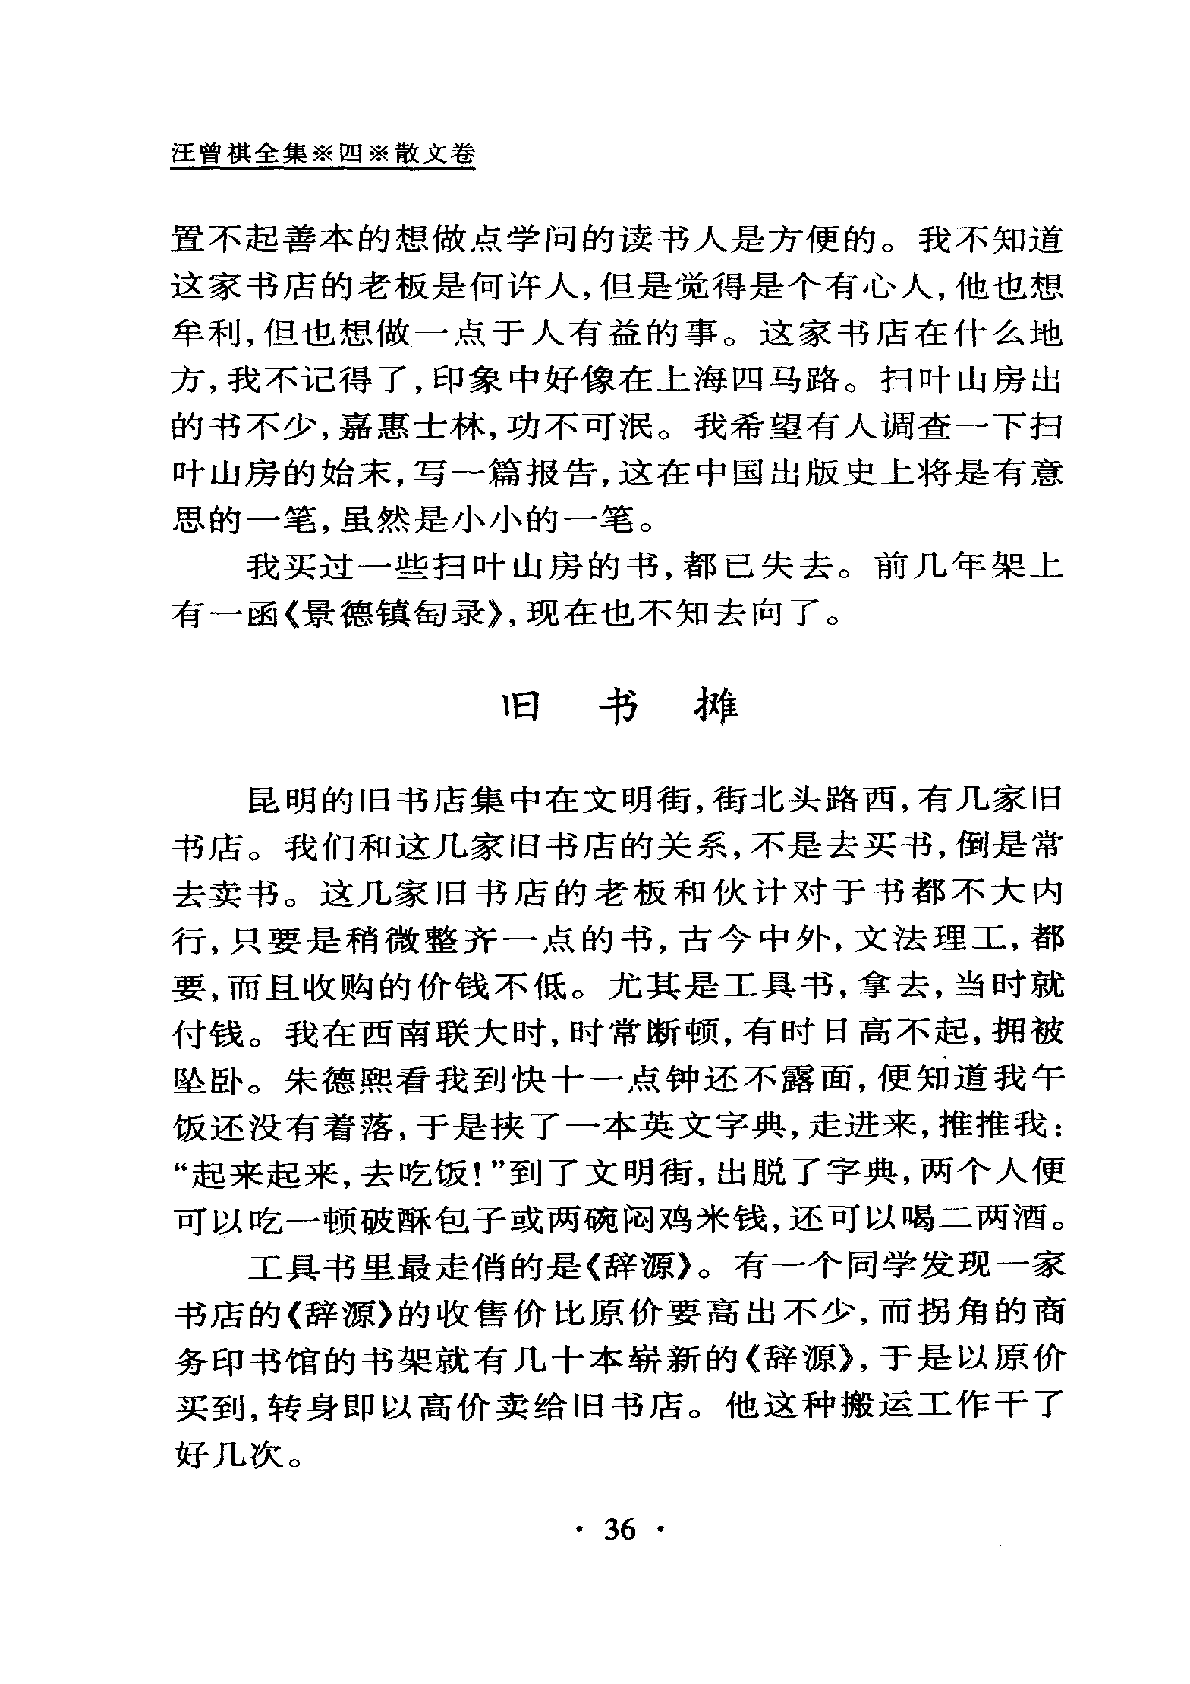 汪曾祺全集※四※散文卷
置不起善本的想做点学问的读书人是方便的。我不知道
这家书店的老板是何许人,但是觉得是个有心人,他也想
牟利,但也想做一点于人有益的事。这家书店在什么地
方,我不记得了,印象中好像在上海四马路。扫叶山房出
的书不少,嘉惠士林,功不可泯。我希望有人调查一下扫
叶山房的始末,写一篇报告,这在中国出版史上将是有意
思的一笔,虽然是小小的一笔。
我买过一些扫叶山房的书,都已失去。前几年架上
有一函《景德镇匋录》,现在也不知去向了。
旧 书 摊
昆明的旧书店集中在文明街,街北头路西,有几家旧
书店。我们和这几家旧书店的关系,不是去买书,倒是常
去卖书。这几家旧书店的老板和伙计对于书都不大内
行,只要是稍微整齐一点的书,古今中外,文法理工,都
要,而且收购的价钱不低。尤其是工具书,拿去,当时就
付钱。我在西南联大时,时常断顿,有时日高不起,拥被
坠卧。朱德熙看我到快十一点钟还不露面,便知道我午
饭还没有着落,于是挟了一本英文字典,走进来,推推我:
“起来起来,去吃饭!”到了文明街,出脱了字典,两个人便
可以吃一顿破酥包子或两碗闷鸡米钱,还可以喝二两酒。
工具书里最走俏的是《辞源》。有一个同学发现一家
书店的《辞源》的收售价比原价要高出不少,而拐角的商
务印书馆的书架就有几十本崭新的《辞源》,于是以原价
买到,转身即以高价卖给旧书店。他这种搬运工作干了
好几次。
· 36 ·